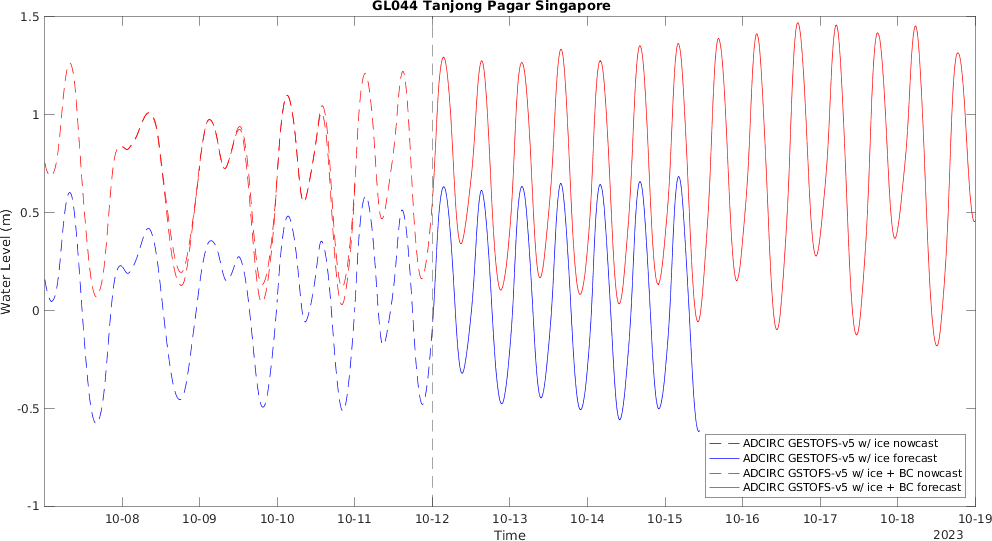 GL044 Tanjong Pagar Singapore
1.5
1
0.5
0
-0.5
-1
Water Level (m)
10-08 10-09 10-10 10-11 10-12 10-13 10-14 10-15 10-16 10-17 10-18 10-19
Time
2023
ADCIRC GESTOFS-v5 w/ ice nowcast
ADCIRC GESTOFS-v5 w/ ice forecast
ADCIRC GSTOFS-v5 w/ ice + BC nowcast
ADCIRC GSTOFS-v5 w/ ice + BC forecast